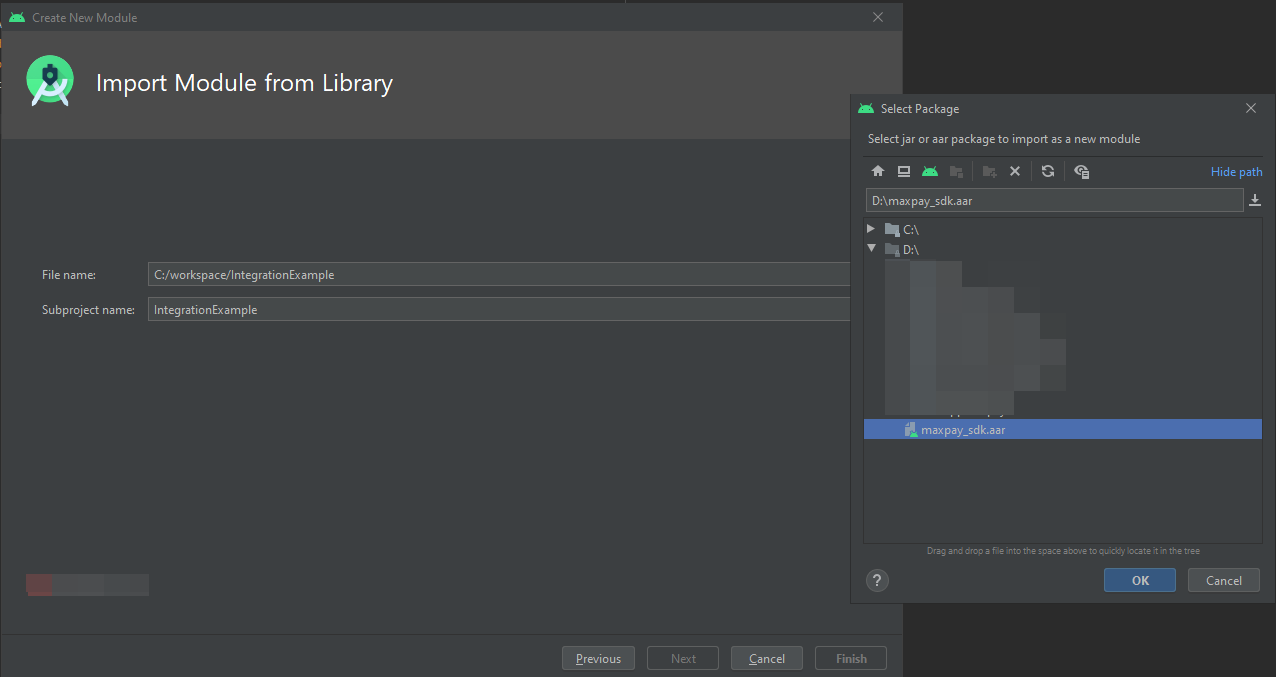 Create New Module
Import Module from Library
File name:
C:/workspace/IntegrationExample
Subproject name:
IntegrationExample
Previous
Next
Cancel
Finish
Select Package
Select jar or aar package to import as a new module
Hide path
D:\maxpay_sdk.aar
C:\
D:\
maxpay_sdk.aar
Drag and drop a file into the space above to quickly locate it in the tree
?
OK
Cancel